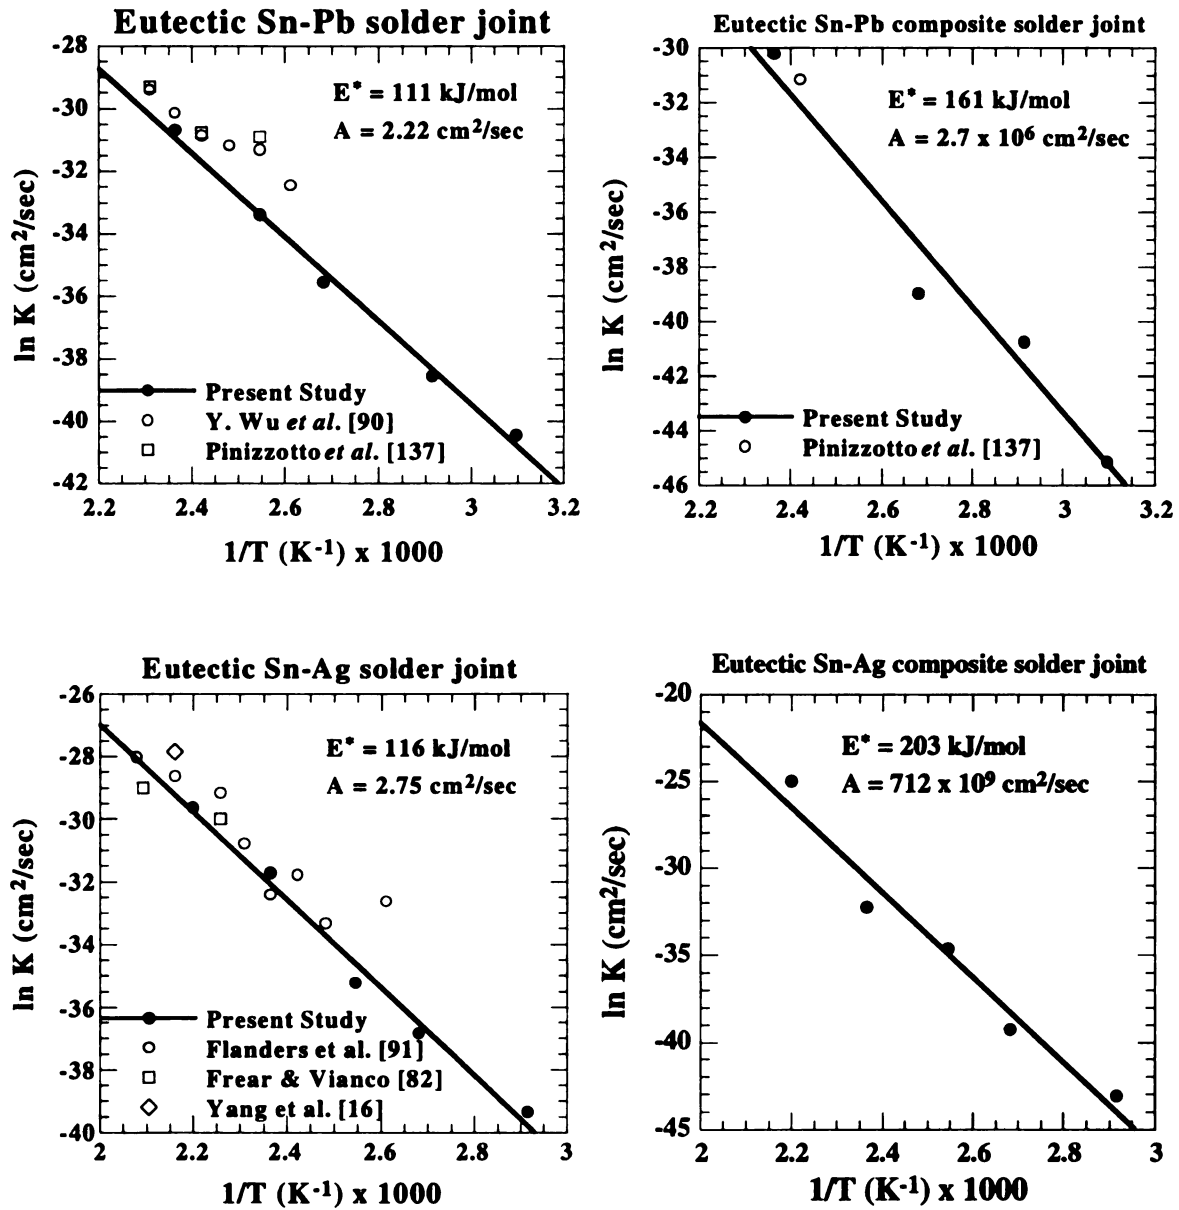 Eutectic Sn-Pb solder joint
-28
-30
-32
-34
-36
-38
-40
-42
ln K (cm²/sec)
E* = 111 kJ/mol
A = 2.22 cm²/sec
Present Study
Y. Wu et al. [90]
Pinizzotto et al. [137]
2.2 2.4 2.6 2.8 3 3.2
1/T (K⁻¹) x 1000
Eutectic Sn-Pb composite solder joint
-30
-32
-34
-36
-38
-40
-42
-44
-46
ln K (cm²/sec)
E* = 161 kJ/mol
A = 2.7 x 10⁶ cm²/sec
Present Study
Pinizzotto et al. [137]
2.2 2.4 2.6 2.8 3 3.2
1/T (K⁻¹) x 1000
Eutectic Sn-Ag solder joint
-26
-28
-30
-32
-34
-36
-38
-40
ln K (cm²/sec)
E* = 116 kJ/mol
A = 2.75 cm²/sec
Present Study
Flanders et al. [91]
Frear & Vianco [82]
Yang et al. [16]
2 2.2 2.4 2.6 2.8 3
1/T (K⁻¹) x 1000
Eutectic Sn-Ag composite solder joint
-20
-25
-30
-35
-40
-45
ln K (cm²/sec)
E* = 203 kJ/mol
A = 712 x 10⁹ cm²/sec
2 2.2 2.4 2.6 2.8 3
1/T (K⁻¹) x 1000